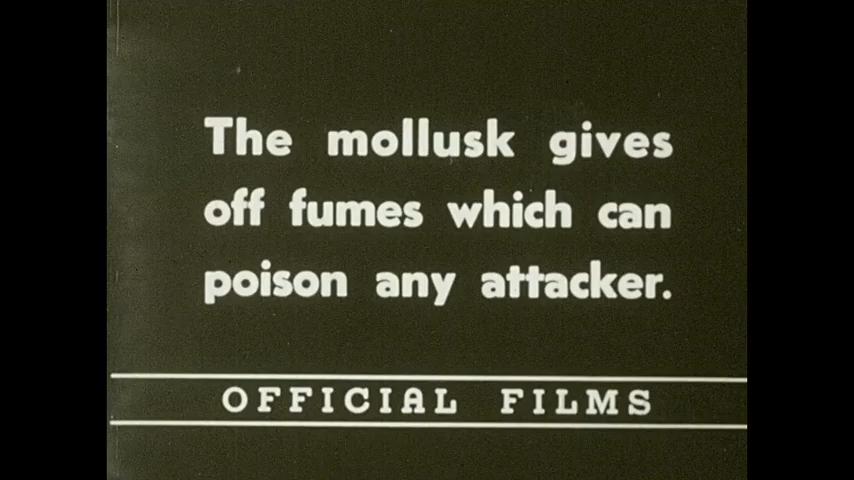 The mollusk gives
off fumes which can
poison any attacker.
OFFICIAL FILMS